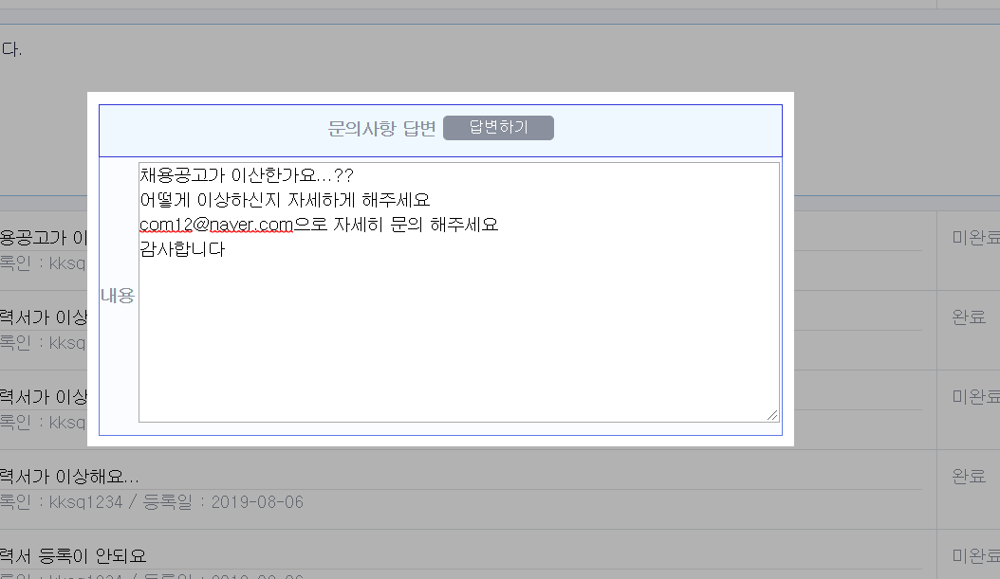 다.
문의사항 답변 답변하기
채용공고가 이산한가요...??
어떻게 이상하신지 자세하게 해주세요
com12@naver.com으로 자세히 문의 해주세요
감사합니다
내용
용공고가 이
미완료
록인 : kksq
력서가 이상
완료
록인 : kksq
력서가 이상
미완료
록인 : kksq
력서가 이상해요...
완료
록인 : kksq1234 / 등록일 : 2019-08-06
력서 등록이 안되요
미완료